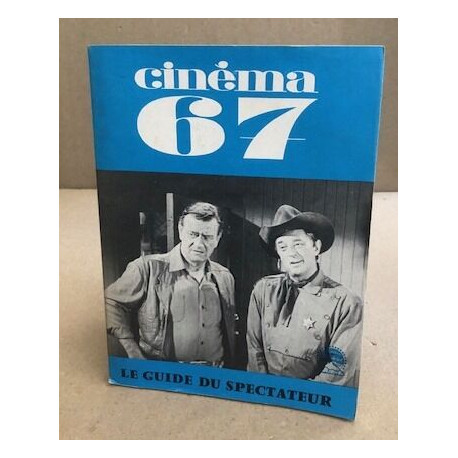 cinéma
67
LE GUIDE DU SPECTATEUR